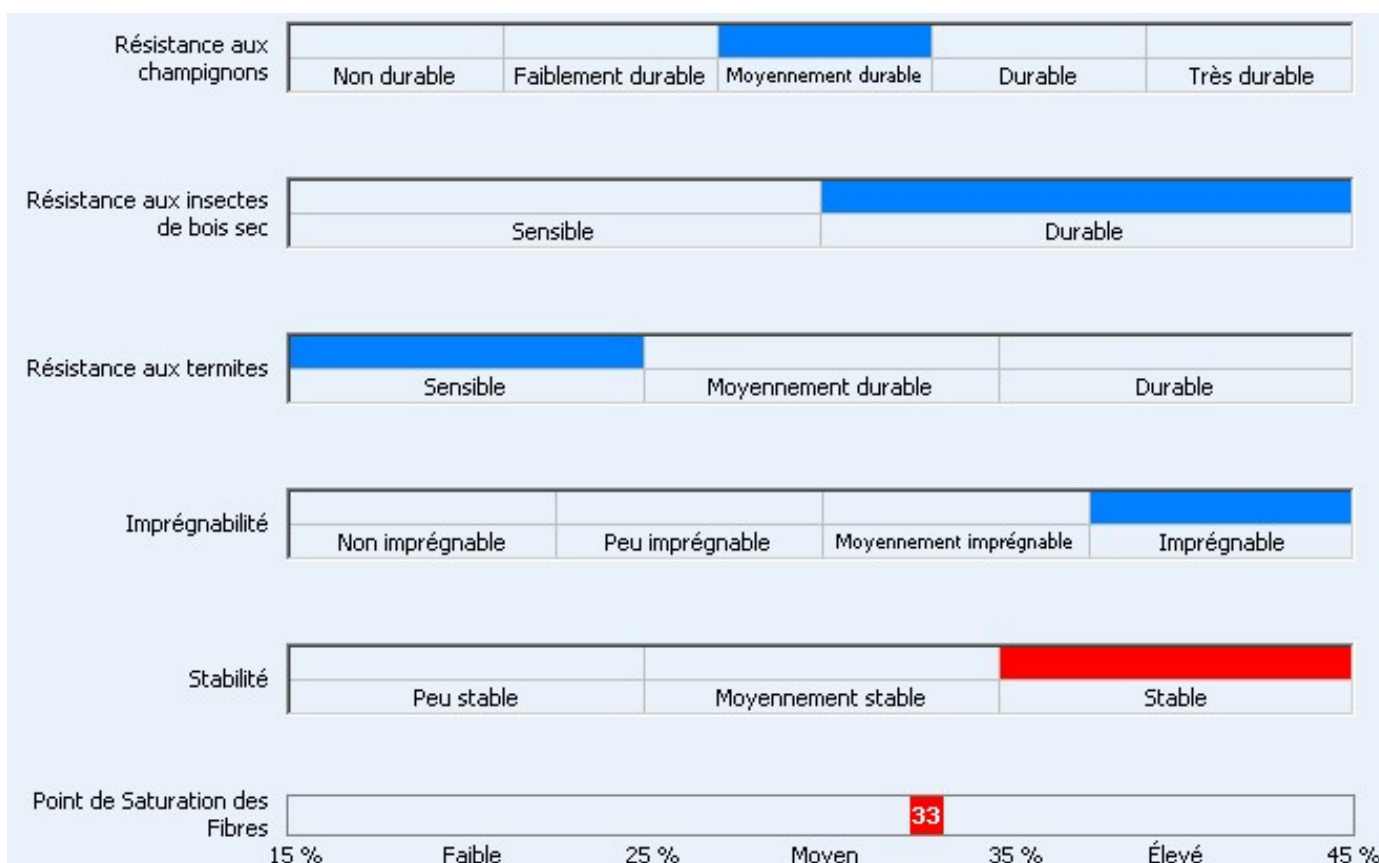 Résistance aux
champignons
Non durable Faiblement durable Moyennement durable Durable Très durable
Résistance aux insectes
de bois sec
Sensible Durable
Résistance aux termites
Sensible Moyennement durable Durable
Imprégnabilité
Non imprégnable Peu imprégnable Moyennement imprégnable Imprégnable
Stabilité
Peu stable Moyennement stable Stable
Point de Saturation des
Fibres
33
15 % Faible 25 % Moyen 35 % Élevé 45 %